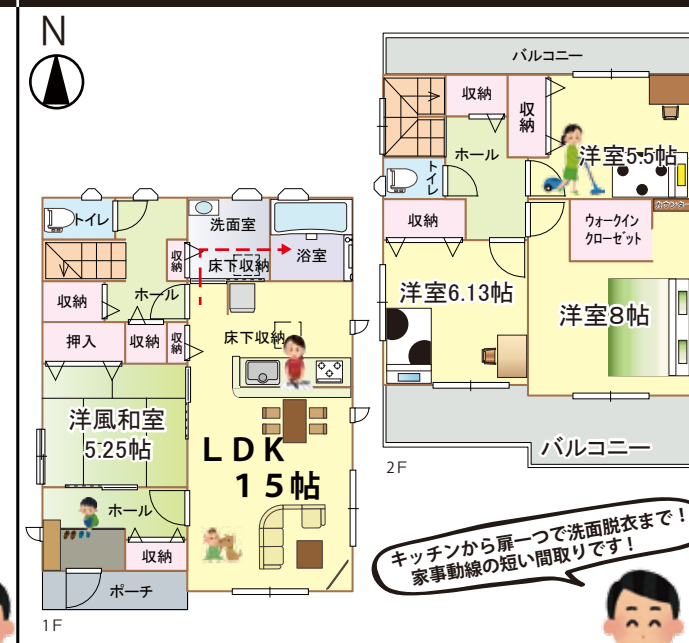 N
トイレ
洗面室
浴室
収納
床下収納
収納
ホール
押入
収納
収納
床下収納
洋風和室
5.25帖
LDK
15帖
ホール
収納
ポーチ
1F
バルコニー
収納
収納
ホール
洋室5.5帖
トイレ
カウンター
収納
ウォークイン
クローゼット
洋室6.13帖
洋室8帖
バルコニー
2F
キッチンから扉一つで洗面脱衣まで!
家事動線の短い間取りです!